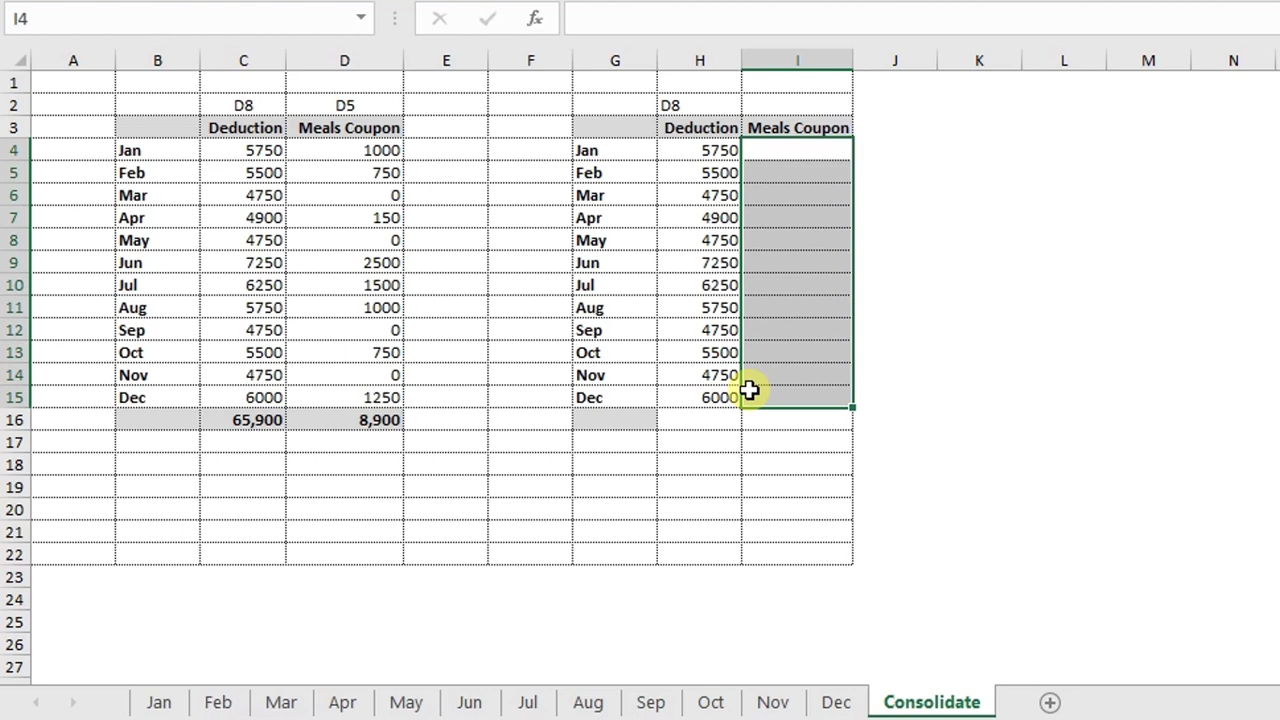 I4 fx
A B C D E F G H I J K L M N
1
2 D8 D5 D8
3 Deduction Meals Coupon Deduction Meals Coupon
4 Jan 5750 1000 Jan 5750
5 Feb 5500 750 Feb 5500
6 Mar 4750 0 Mar 4750
7 Apr 4900 150 Apr 4900
8 May 4750 0 May 4750
9 Jun 7250 2500 Jun 7250
10 Jul 6250 1500 Jul 6250
11 Aug 5750 1000 Aug 5750
12 Sep 4750 0 Sep 4750
13 Oct 5500 750 Oct 5500
14 Nov 4750 0 Nov 4750
15 Dec 6000 1250 Dec 6000
16 65,900 8,900
17
18
19
20
21
22
23
24
25
26
27
Jan Feb Mar Apr May Jun Jul Aug Sep Oct Nov Dec Consolidate